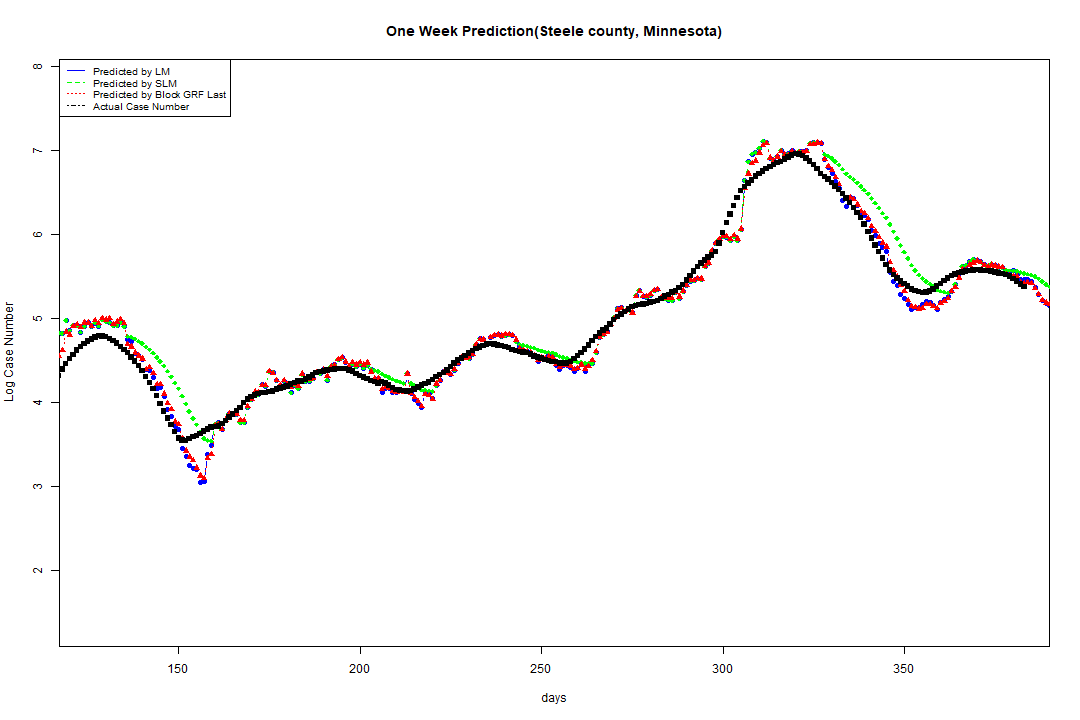 One Week Prediction(Steele county, Minnesota)
Predicted by LM
Predicted by SLM
Predicted by Block GRF Last
Actual Case Number
8
7
6
5
4
3
2
Log Case Number
150
200
250
300
350
days